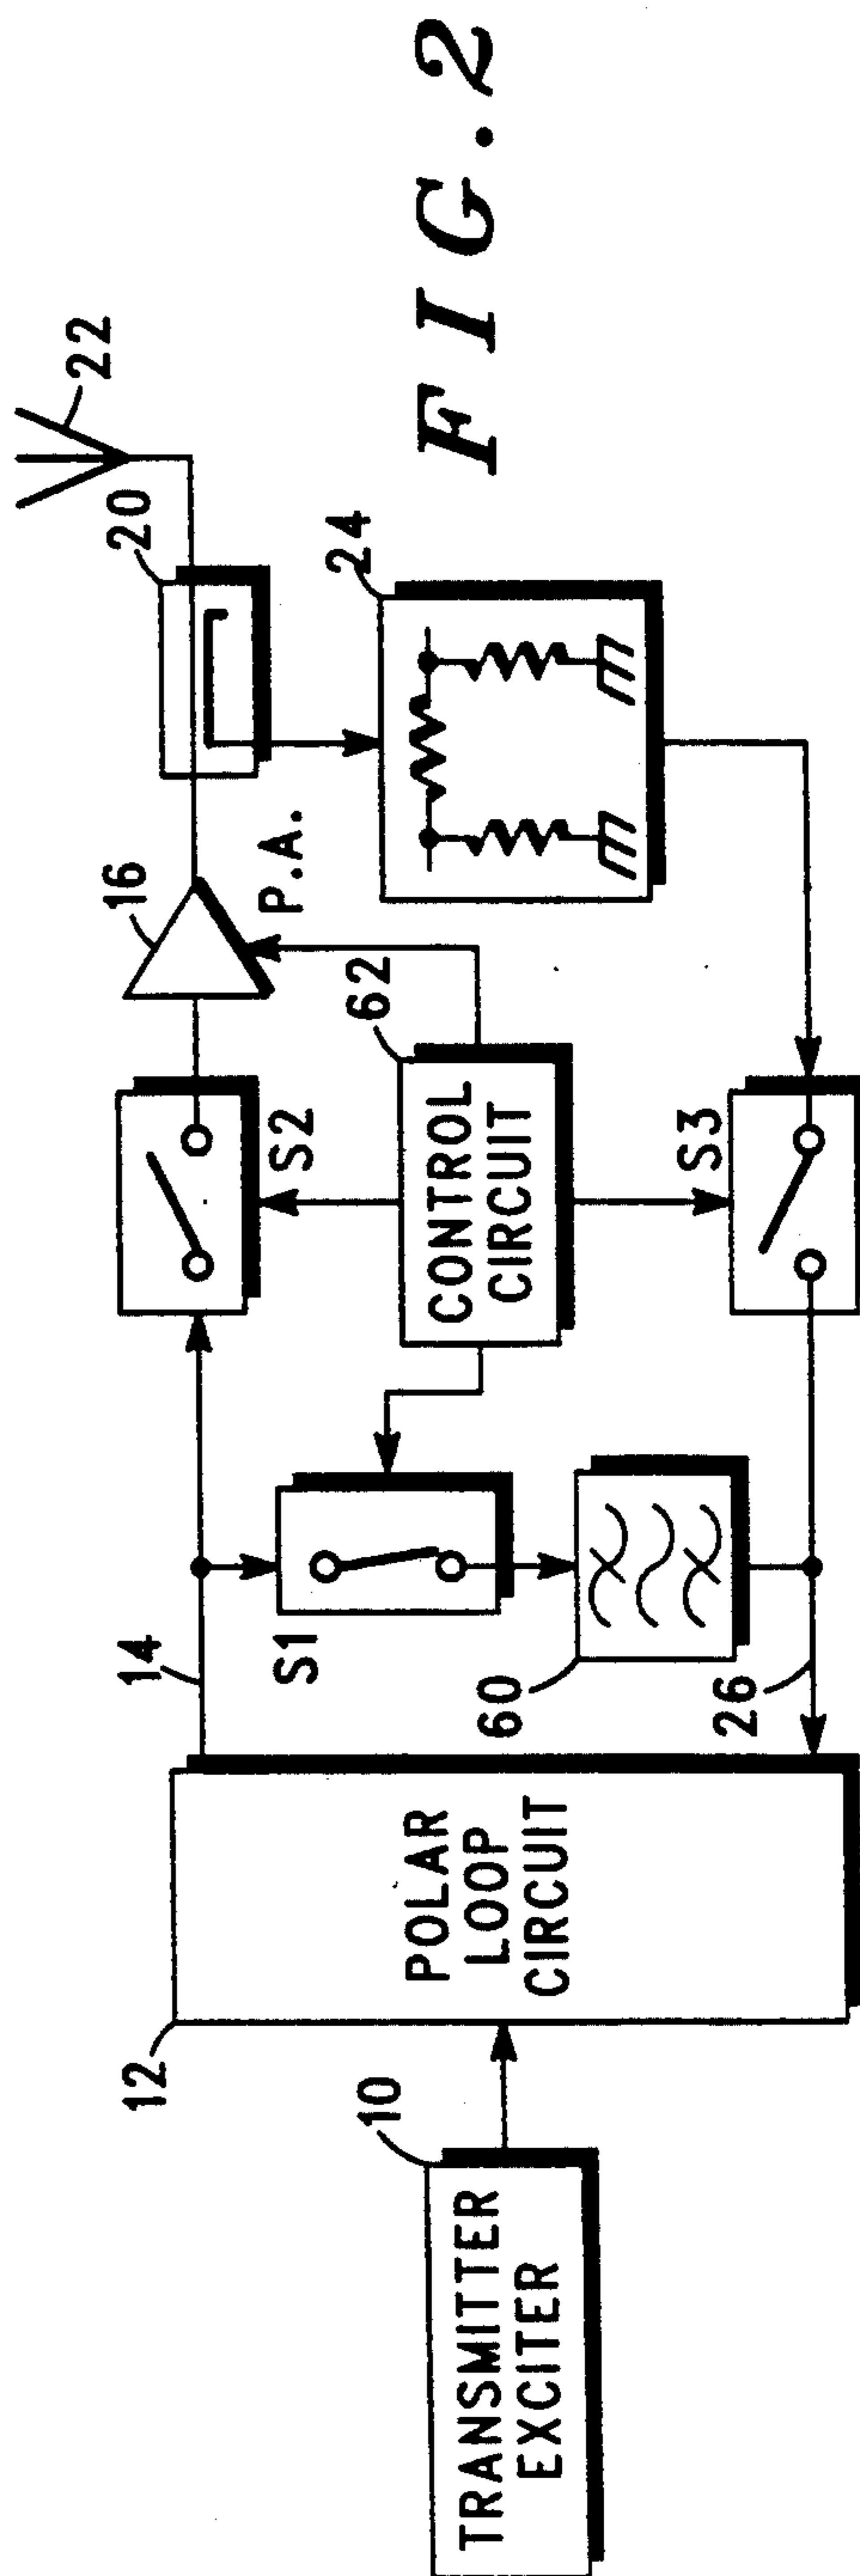 22
20
16
P.A.
24
S2
62
CONTROL
CIRCUIT
S3
14
S1
60
26
12
POLAR
LOOP
CIRCUIT
10
TRANSMITTER
EXCITER
FIG. 2